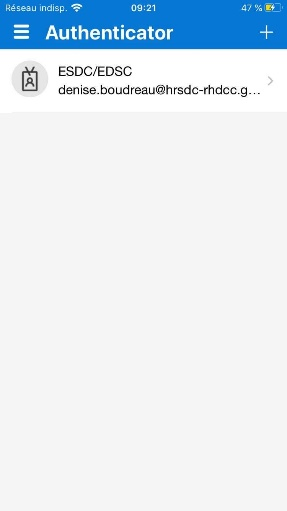 Réseau indisp. 09:21 47 %
Authenticator
ESDC/EDSC
denise.boudreau@hrsdc-rhdcc.g...